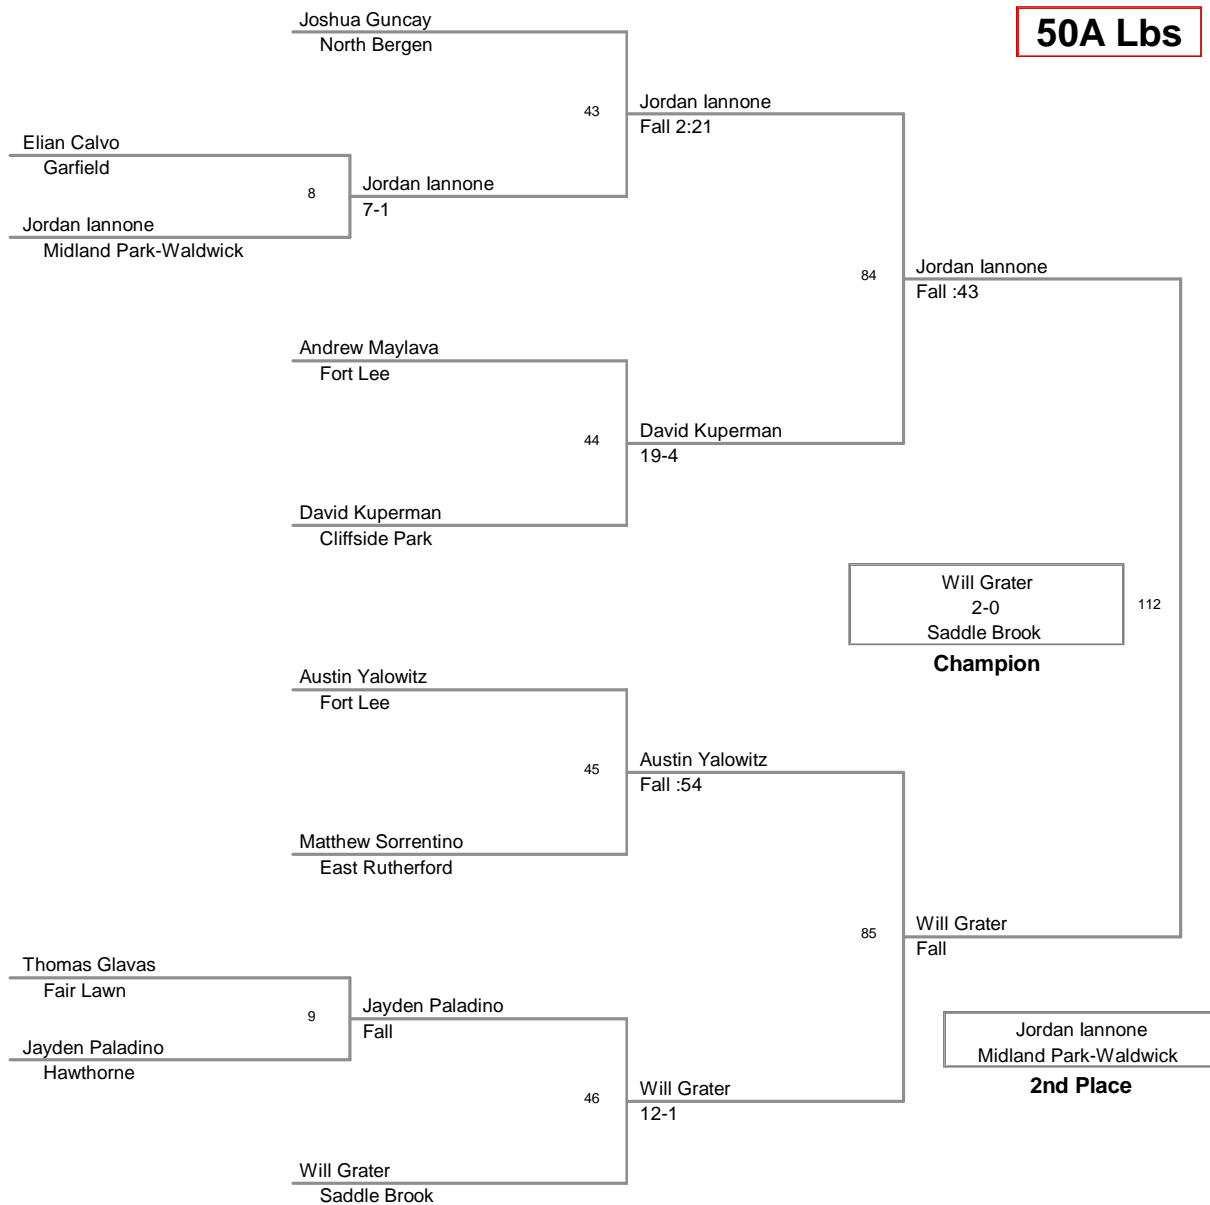 Joshua Guncay
North Bergen
50A Lbs
43
Jordan Iannone
Fall 2:21
Elian Calvo
Garfield
8
Jordan Iannone
7-1
Jordan Iannone
Midland Park-Waldwick
84
Jordan Iannone
Fall :43
Andrew Maylava
Fort Lee
44
David Kuperman
19-4
David Kuperman
Cliffside Park
Will Grater
2-0
Saddle Brook
Champion
112
Austin Yalowitz
Fort Lee
45
Austin Yalowitz
Fall :54
Matthew Sorrentino
East Rutherford
85
Will Grater
Fall
Thomas Glavas
Fair Lawn
9
Jayden Paladino
Fall
Jayden Paladino
Hawthorne
Jordan Iannone
Midland Park-Waldwick
2nd Place
46
Will Grater
12-1
Will Grater
Saddle Brook